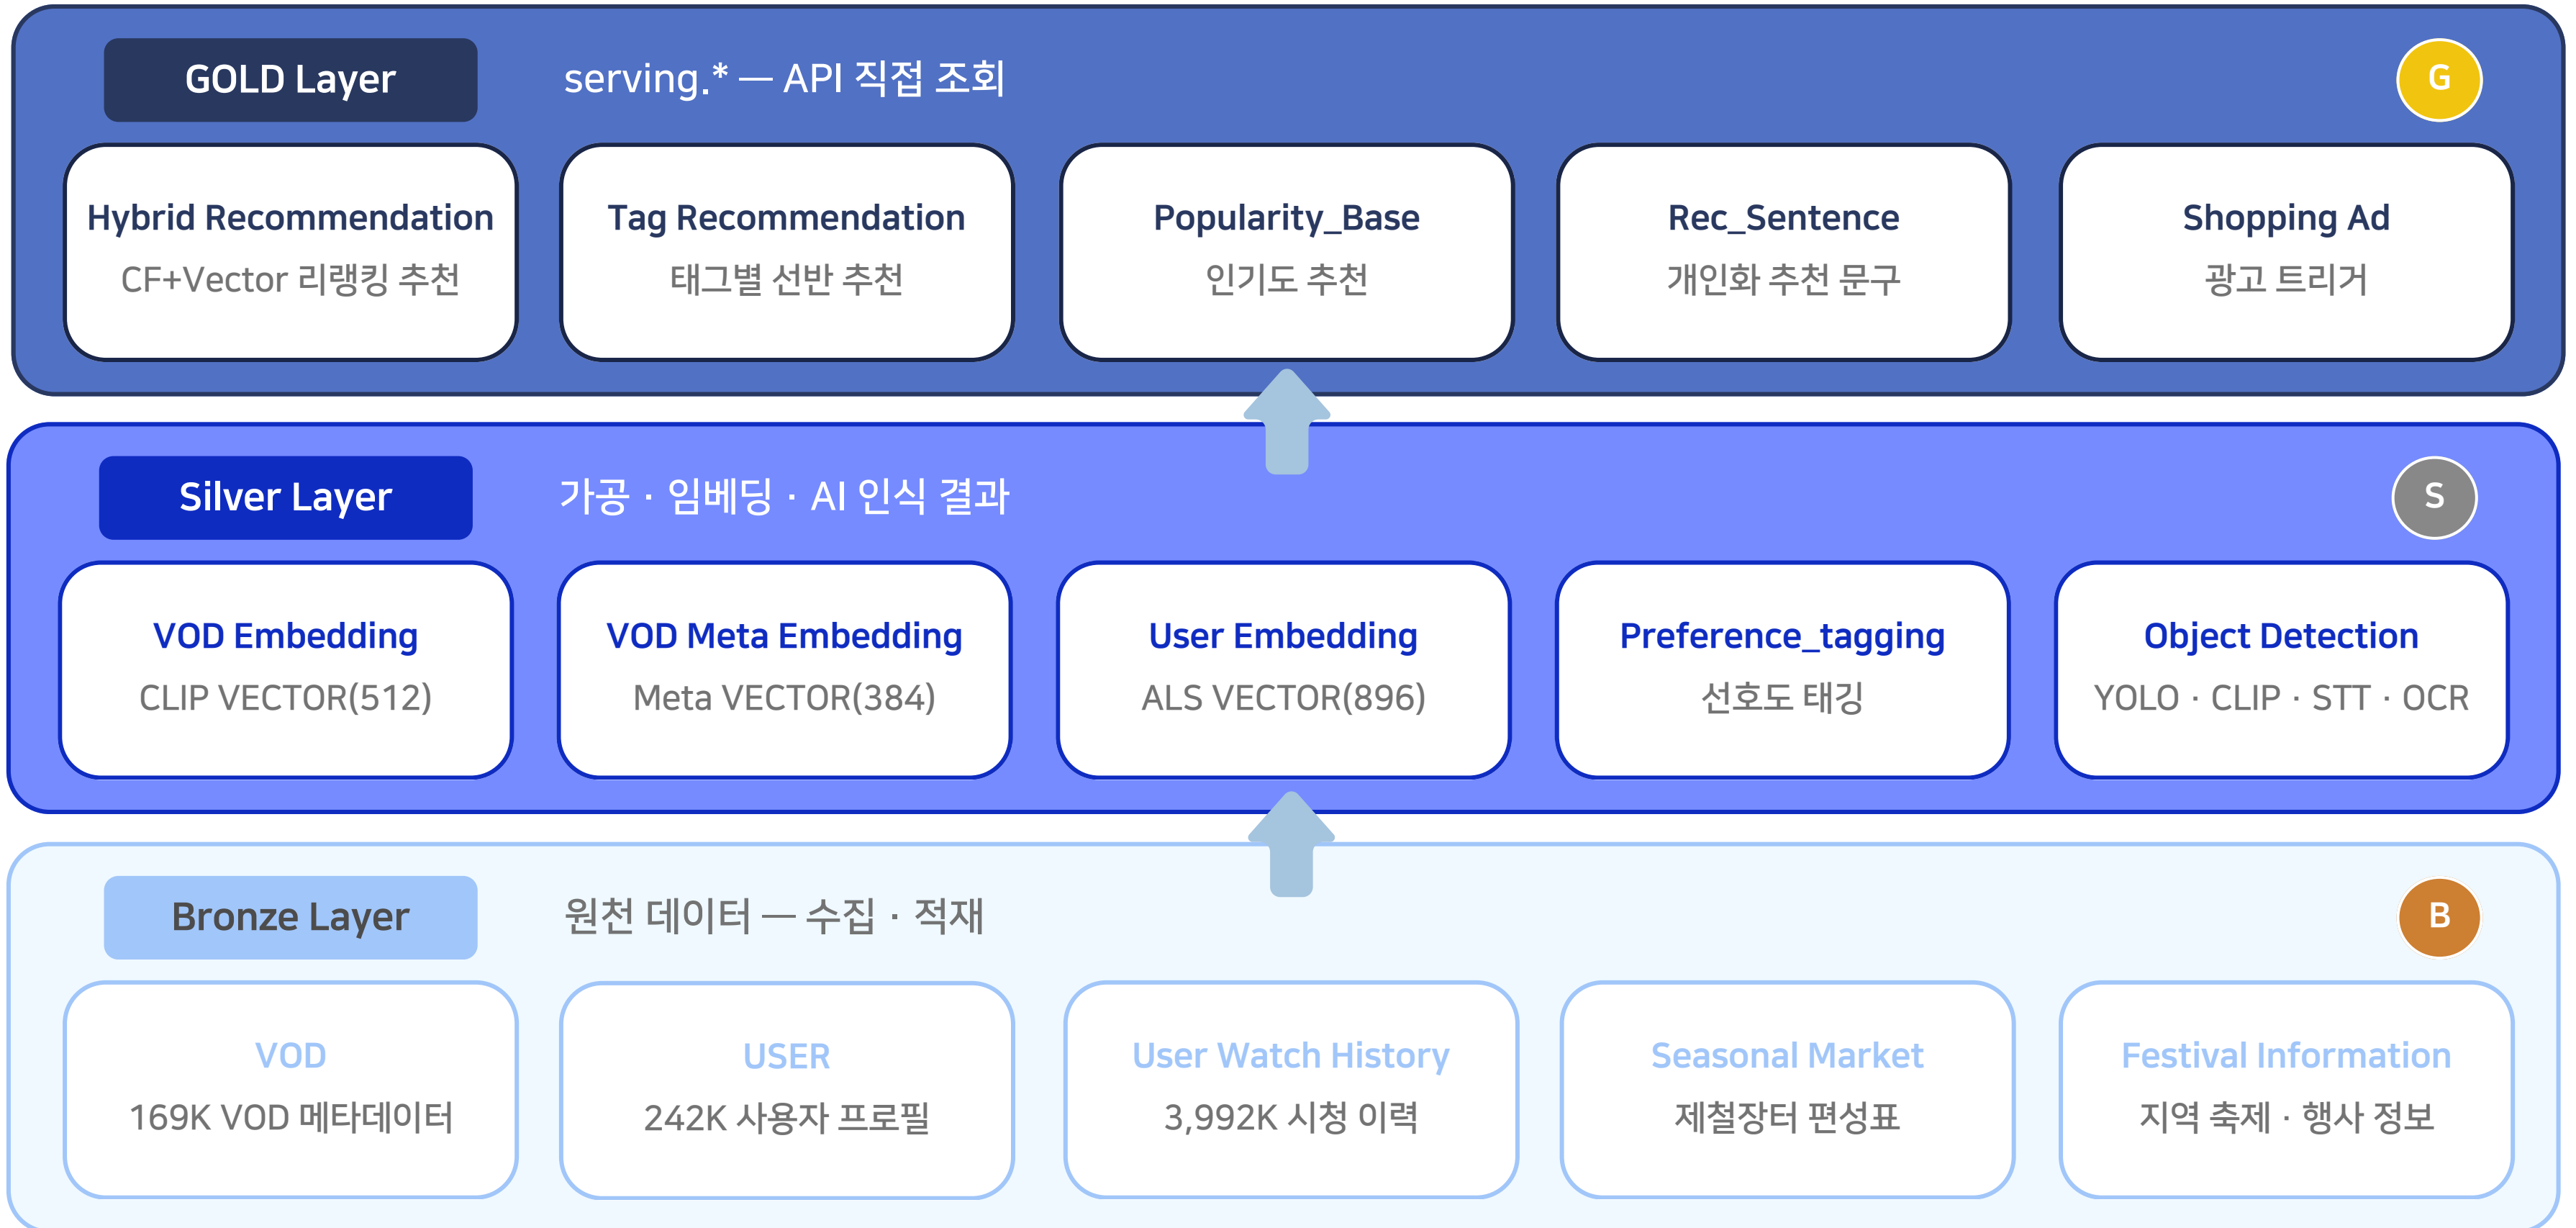 GOLD Layer
serving.* — API 직접 조회
G
Hybrid Recommendation
CF+Vector 리랭킹 추천
Tag Recommendation
태그별 선반 추천
Popularity_Base
인기도 추천
Rec_Sentence
개인화 추천 문구
Shopping Ad
광고 트리거
Silver Layer
가공 · 임베딩 · AI 인식 결과
S
VOD Embedding
CLIP VECTOR(512)
VOD Meta Embedding
Meta VECTOR(384)
User Embedding
ALS VECTOR(896)
Preference_tagging
선호도 태깅
Object Detection
YOLO · CLIP · STT · OCR
Bronze Layer
원천 데이터 — 수집 · 적재
B
VOD
169K VOD 메타데이터
USER
242K 사용자 프로필
User Watch History
3,992K 시청 이력
Seasonal Market
제철장터 편성표
Festival Information
지역 축제 · 행사 정보